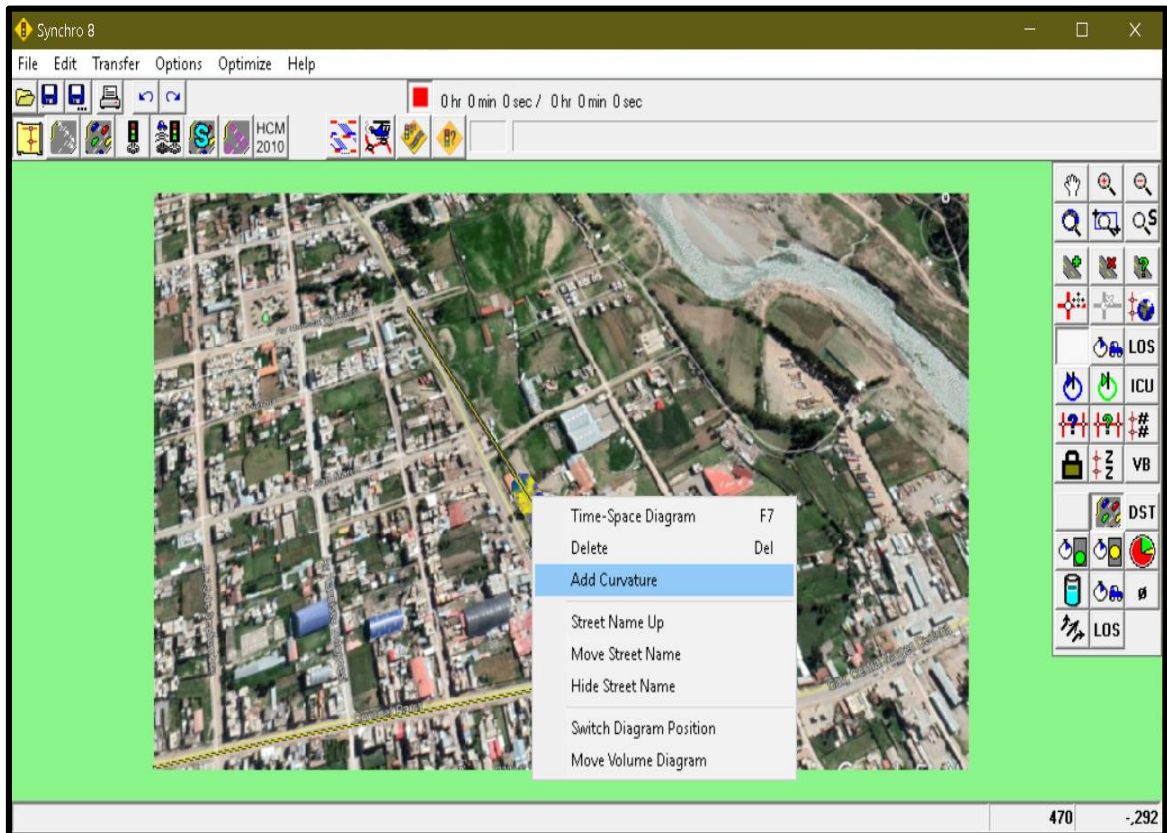 Synchro 8
File Edit Transfer Options Optimize Help
0 hr 0 min 0 sec / 0 hr 0 min 0 sec
HCM
2010
S
LOS
ICU
# #
Z Z
VB
DST
ø
LOS
Time-Space Diagram F7
Delete Del
Add Curvature
Street Name Up
Move Street Name
Hide Street Name
Switch Diagram Position
Move Volume Diagram
470 -,292